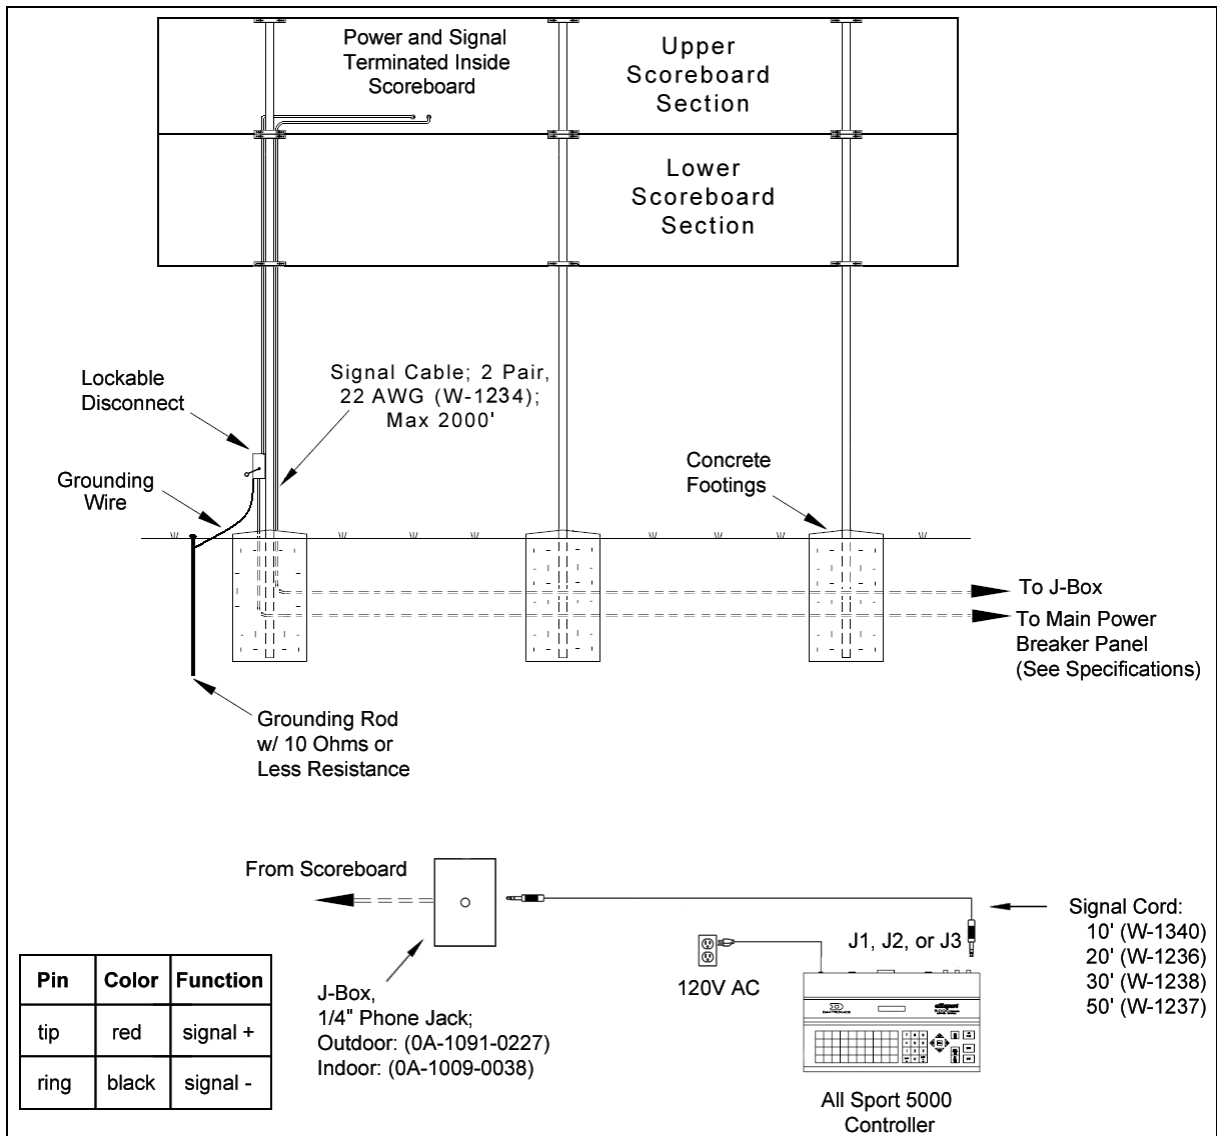 Power and Signal
Terminated Inside
Scoreboard
Upper
Scoreboard
Section
Lower
Scoreboard
Section
Lockable
Disconnect
Signal Cable; 2 Pair,
22 AWG (W-1234);
Max 2000'
Grounding
Wire
Concrete
Footings
To J-Box
To Main Power
Breaker Panel
(See Specifications)
Grounding Rod
w/ 10 Ohms or
Less Resistance
From Scoreboard
Signal Cord:
10' (W-1340)
20' (W-1236)
30' (W-1238)
50' (W-1237)
J1, J2, or J3
120V AC
J-Box,
1/4" Phone Jack;
Outdoor: (0A-1091-0227)
Indoor: (0A-1009-0038)
Pin Color Function
tip red signal +
ring black signal -
DAKTRONICS
allsport
All Sport 5000
Controller